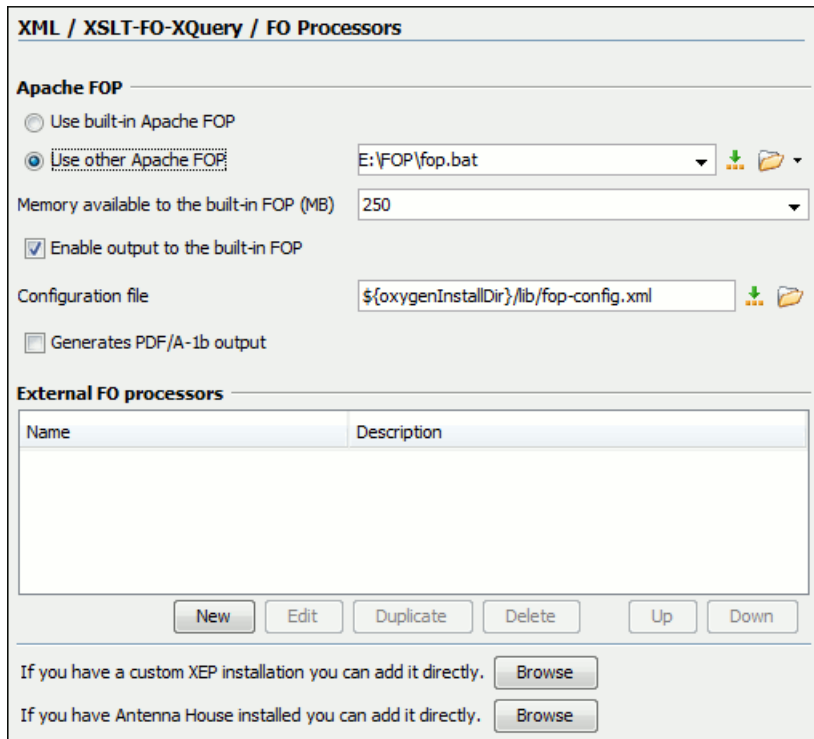 XML / XSLT-FO-XQuery / FO Processors
Apache FOP
Use built-in Apache FOP
Use other Apache FOP E:\FOP\fop.bat
Memory available to the built-in FOP (MB) 250
Enable output to the built-in FOP
Configuration file ${oxygenInstallDir}/lib/fop-config.xml
Generates PDF/A-1b output
External FO processors
Name Description
New Edit Duplicate Delete Up Down
If you have a custom XEP installation you can add it directly. Browse
If you have Antenna House installed you can add it directly. Browse